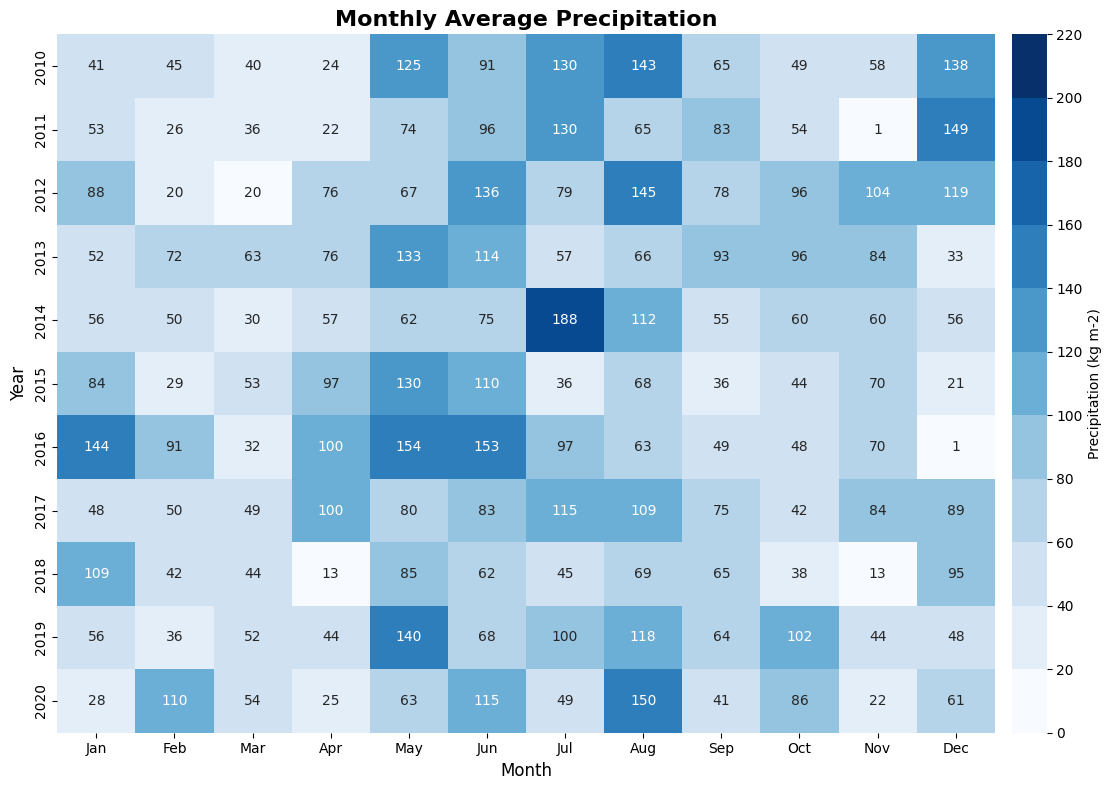 Monthly Average Precipitation
2010 41 45 40 24 125 91 130 143 65 49 58 138
2011 53 26 36 22 74 96 130 65 83 54 1 149
2012 88 20 20 76 67 136 79 145 78 96 104 119
2013 52 72 63 76 133 114 57 66 93 96 84 33
2014 56 50 30 57 62 75 188 112 55 60 60 56
2015 84 29 53 97 130 110 36 68 36 44 70 21
2016 144 91 32 100 154 153 97 63 49 48 70 1
2017 48 50 49 100 80 83 115 109 75 42 84 89
2018 109 42 44 13 85 62 45 69 65 38 13 95
2019 56 36 52 44 140 68 100 118 64 102 44 48
2020 28 110 54 25 63 115 49 150 41 86 22 61
Jan Feb Mar Apr May Jun Jul Aug Sep Oct Nov Dec
Month
Year
220
200
180
160
140
120
100
80
60
40
20
0
Precipitation (kg m-2)